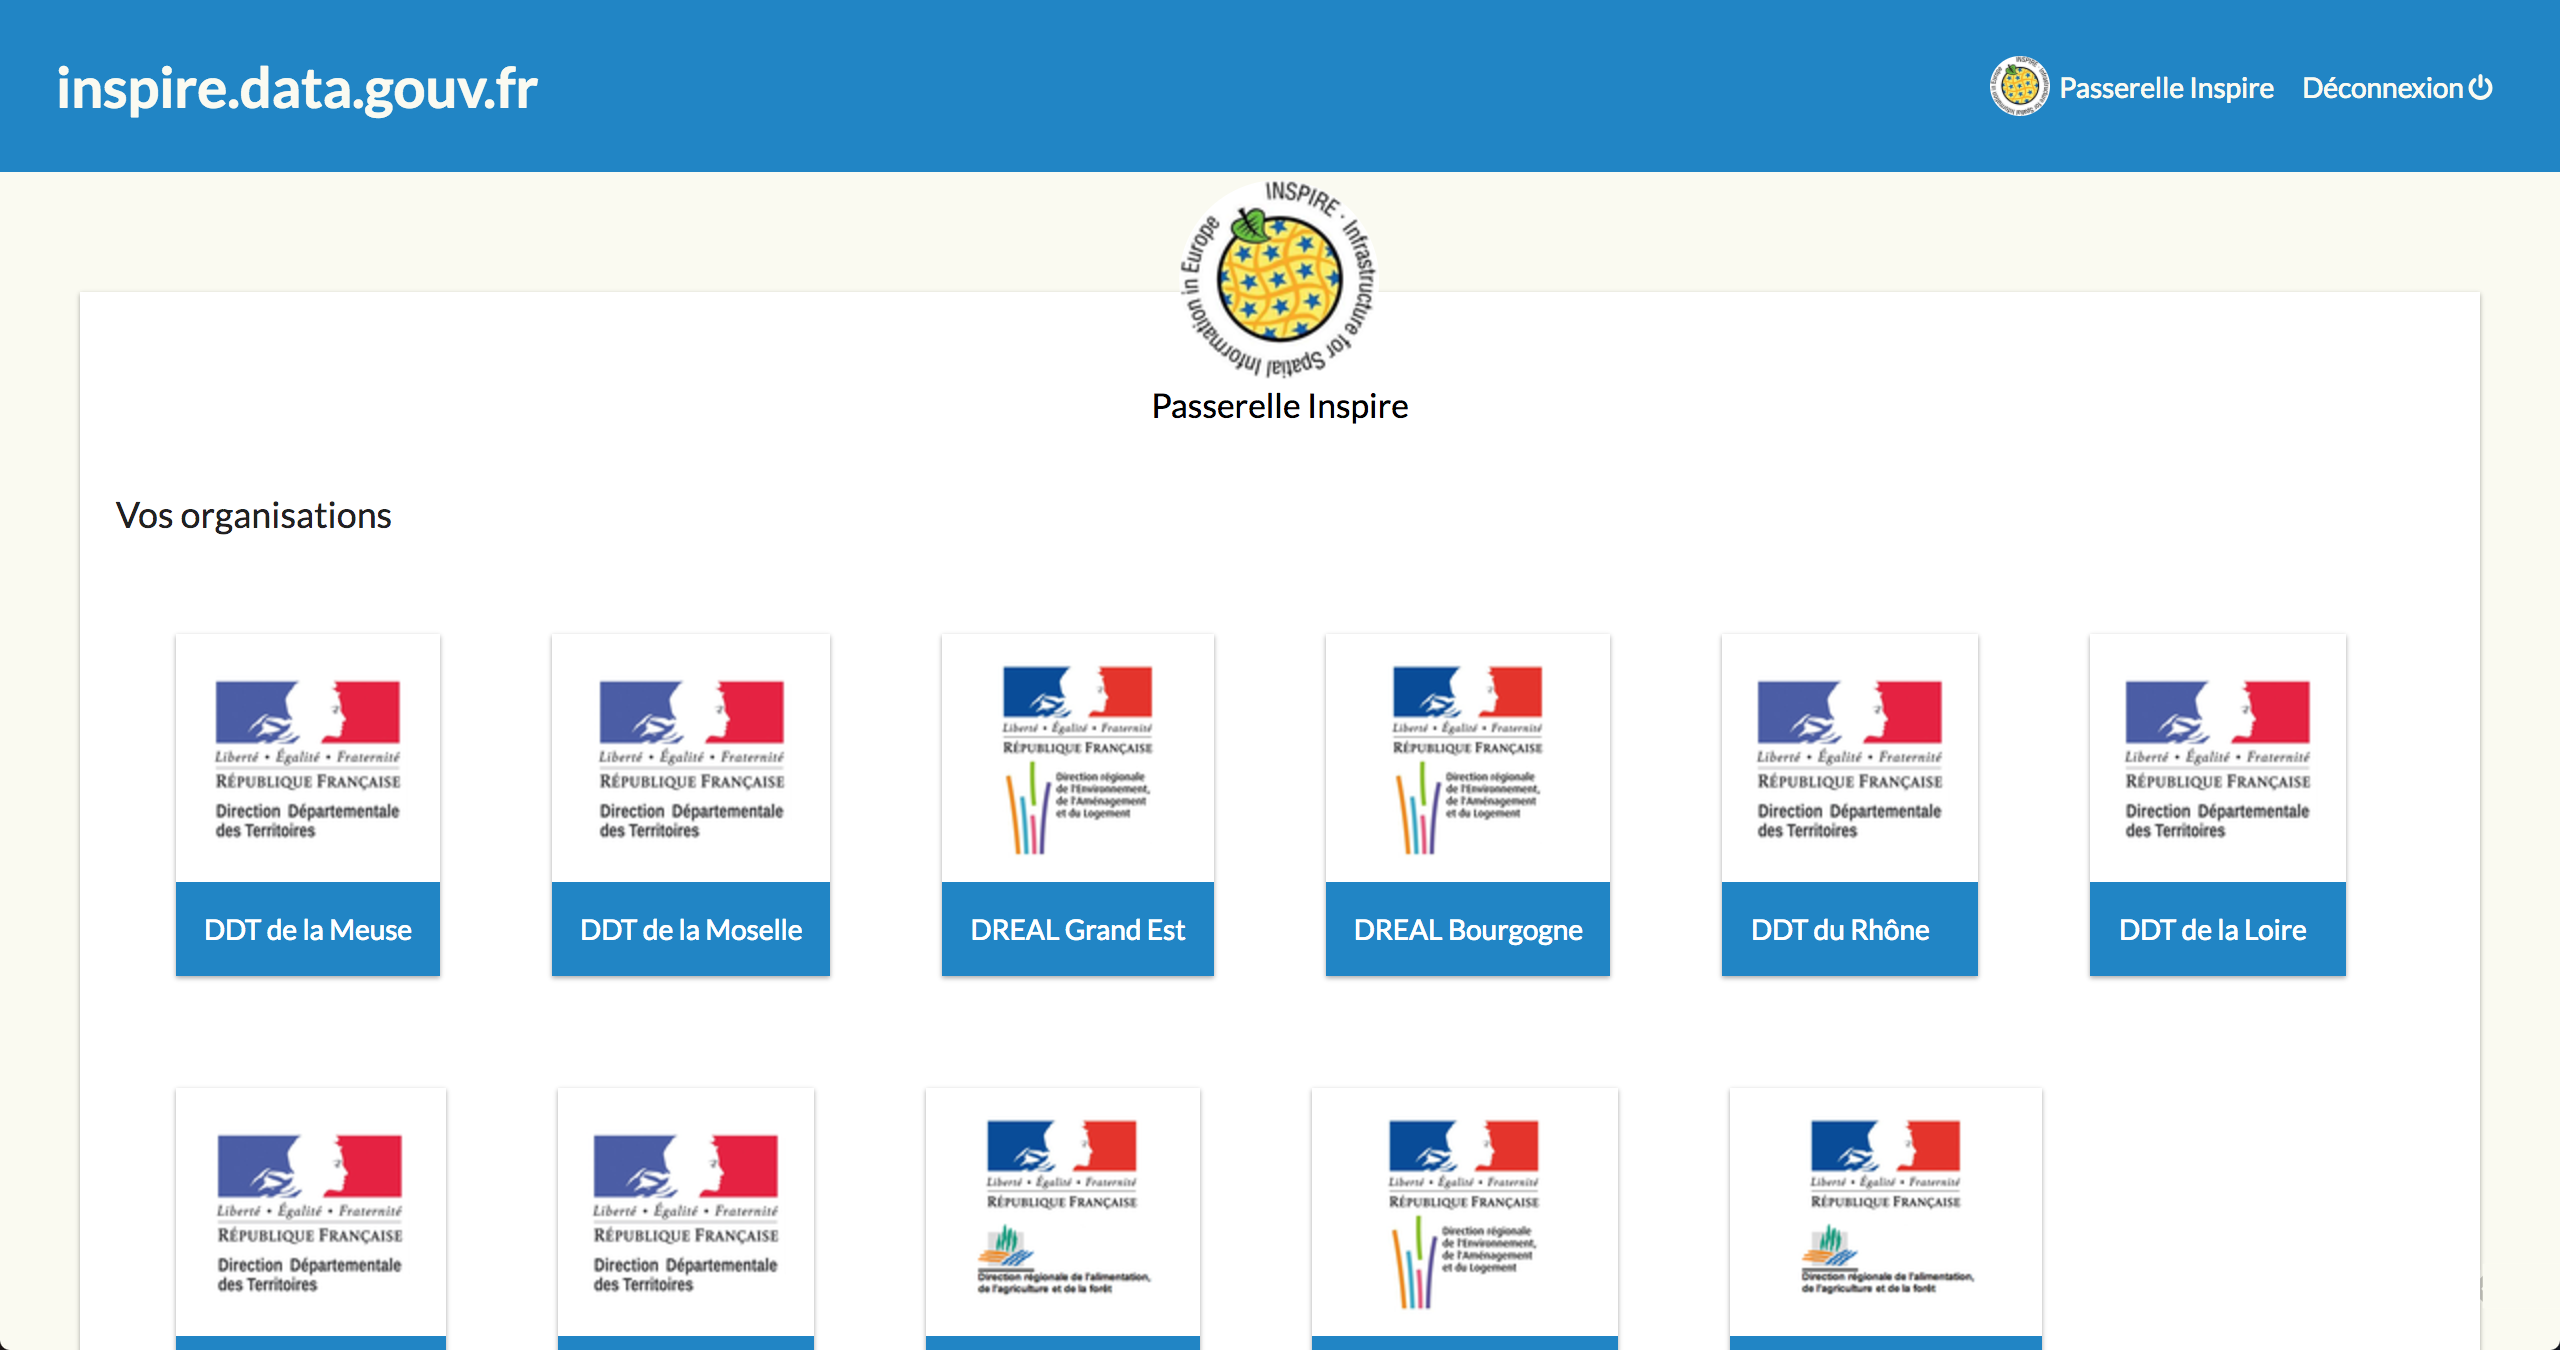 inspire.data.gouv.fr
Passerelle Inspire
Déconnexion
INSPIRE · Infrastructure for Spatial Information in Europe
Passerelle Inspire
Vos organisations
Liberté • Égalité • Fraternité
RÉPUBLIQUE FRANÇAISE
Direction Départementale
des Territoires
DDT de la Meuse
Liberté • Égalité • Fraternité
RÉPUBLIQUE FRANÇAISE
Direction Départementale
des Territoires
DDT de la Moselle
Liberté • Égalité • Fraternité
RÉPUBLIQUE FRANÇAISE
Direction régionale
de l'Environnement,
de l'Aménagement
et du Logement
DREAL Grand Est
Liberté • Égalité • Fraternité
RÉPUBLIQUE FRANÇAISE
Direction régionale
de l'Environnement,
de l'Aménagement
et du Logement
DREAL Bourgogne
Liberté • Égalité • Fraternité
RÉPUBLIQUE FRANÇAISE
Direction Départementale
des Territoires
DDT du Rhône
Liberté • Égalité • Fraternité
RÉPUBLIQUE FRANÇAISE
Direction Départementale
des Territoires
DDT de la Loire
Liberté • Égalité • Fraternité
RÉPUBLIQUE FRANÇAISE
Direction Départementale
des Territoires
Liberté • Égalité • Fraternité
RÉPUBLIQUE FRANÇAISE
Direction Départementale
des Territoires
Liberté • Égalité • Fraternité
RÉPUBLIQUE FRANÇAISE
Direction régionale de l'alimentation,
de l'agriculture et de la forêt
Liberté • Égalité • Fraternité
RÉPUBLIQUE FRANÇAISE
Direction régionale
de l'Environnement,
de l'Aménagement
et du Logement
Liberté • Égalité • Fraternité
RÉPUBLIQUE FRANÇAISE
Direction régionale de l'alimentation,
de l'agriculture et de la forêt